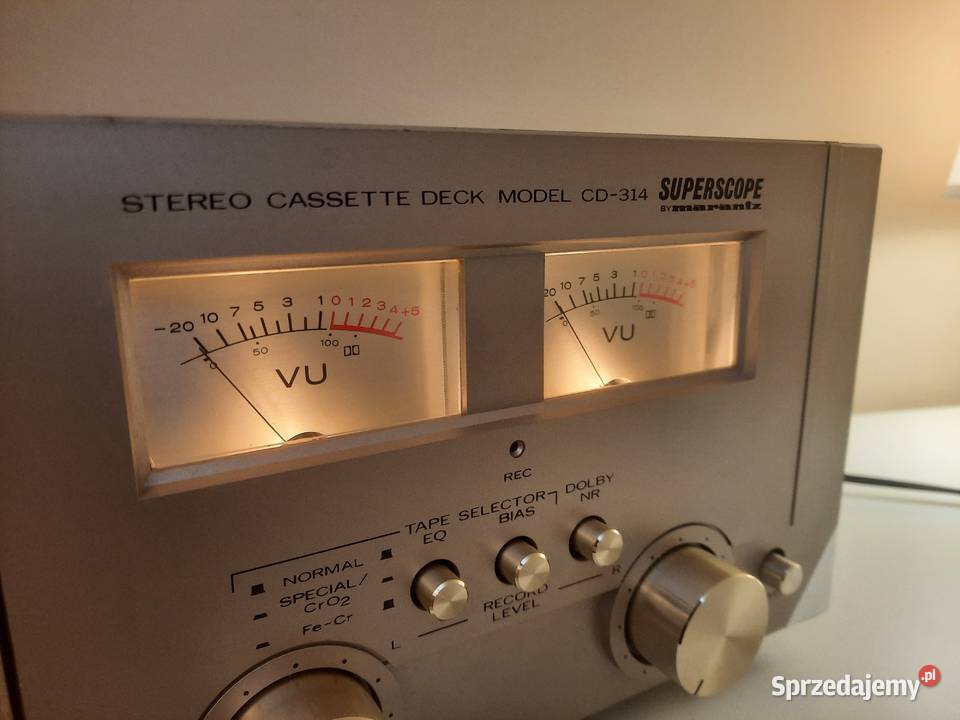 STEREO CASSETTE DECK MODEL CD-314 SUPERSCOPE
BY marantz
-20 10 7 5 3 1 0 1 2 3 4 +5
0 50 100
VU
20 10 7 5 3 1 0 1 2 3 4 +5
0 50 100
VU
REC
TAPE SELECTOR
EQ BIAS
DOLBY
NR
NORMAL
SPECIAL/
CrO2
Fe-Cr
L RECORD R
LEVEL
Sprzedajemy.pl